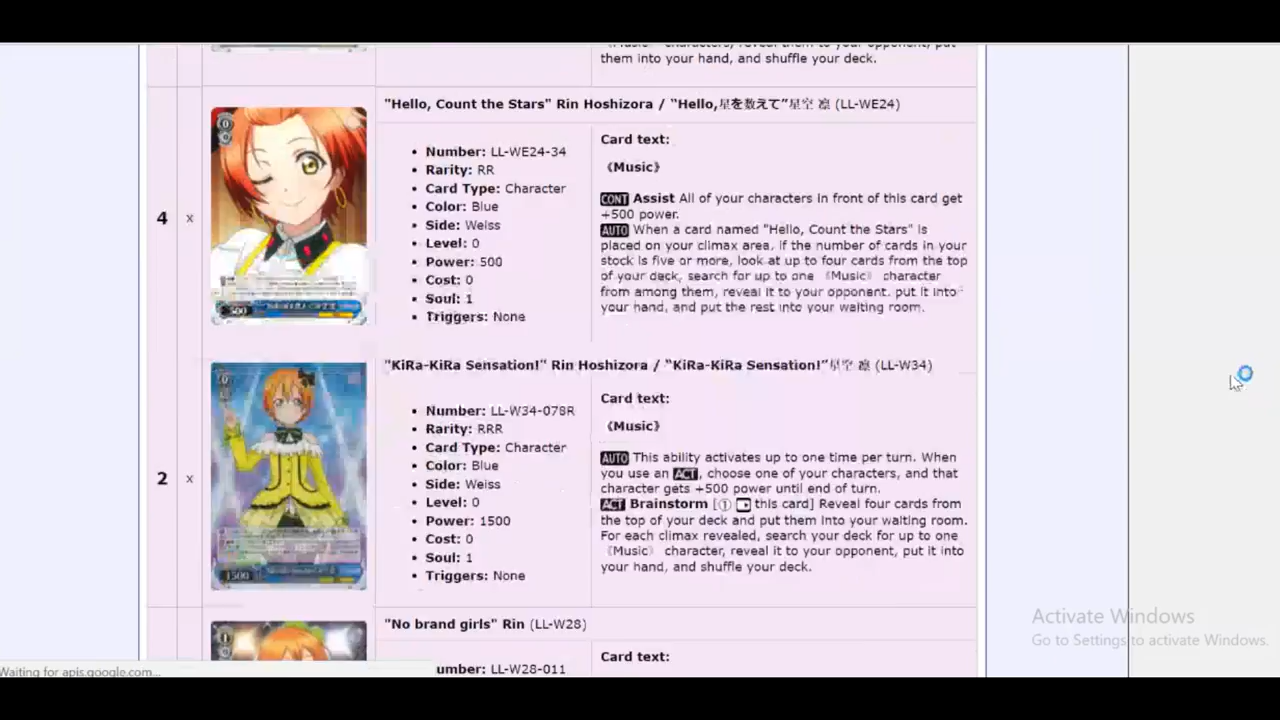 them into your hand, and shuffle your deck.
"Hello, Count the Stars" Rin Hoshizora / “Hello,星を数えて”星空 凛 (LL-WE24)
4 x
• Number: LL-WE24-34
• Rarity: RR
• Card Type: Character
• Color: Blue
• Side: Weiss
• Level: 0
• Power: 500
• Cost: 0
• Soul: 1
• Triggers: None
Card text:
《Music》
CONT Assist All of your characters in front of this card get
+500 power.
AUTO When a card named "Hello, Count the Stars" is
placed on your climax area, if the number of cards in your
stock is five or more, look at up to four cards from the top
of your deck, search for up to one 《Music》 character
from among them, reveal it to your opponent, put it into
your hand, and put the rest into your waiting room.
500
"KiRa-KiRa Sensation!" Rin Hoshizora / “KiRa-KiRa Sensation!”星空 凛 (LL-W34)
2 x
• Number: LL-W34-078R
• Rarity: RRR
• Card Type: Character
• Color: Blue
• Side: Weiss
• Level: 0
• Power: 1500
• Cost: 0
• Soul: 1
• Triggers: None
Card text:
《Music》
AUTO This ability activates up to one time per turn. When
you use an ACT, choose one of your characters, and that
character gets +500 power until end of turn.
ACT Brainstorm [① this card] Reveal four cards from
the top of your deck and put them into your waiting room.
For each climax revealed, search your deck for up to one
《Music》 character, reveal it to your opponent, put it into
your hand, and shuffle your deck.
1500
"No brand girls" Rin (LL-W28)
umber: LL-W28-011
Card text:
Activate Windows
Go to Settings to activate Windows.
Waiting for apis.google.com...